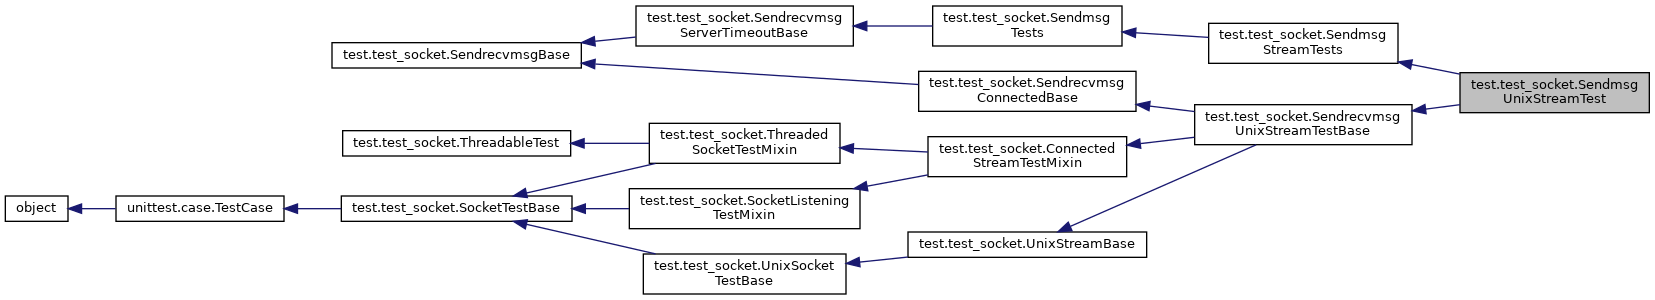 test.test_socket.Sendrecvmsg
ServerTimeoutBase
test.test_socket.Sendmsg
Tests
test.test_socket.Sendmsg
StreamTests
test.test_socket.SendrecvmsgBase
test.test_socket.Sendrecvmsg
ConnectedBase
test.test_socket.Sendmsg
UnixStreamTest
test.test_socket.Sendrecvmsg
UnixStreamTestBase
test.test_socket.ThreadableTest
test.test_socket.Threaded
SocketTestMixin
test.test_socket.Connected
StreamTestMixin
object
unittest.case.TestCase
test.test_socket.SocketTestBase
test.test_socket.SocketListening
TestMixin
test.test_socket.UnixStreamBase
test.test_socket.UnixSocket
TestBase